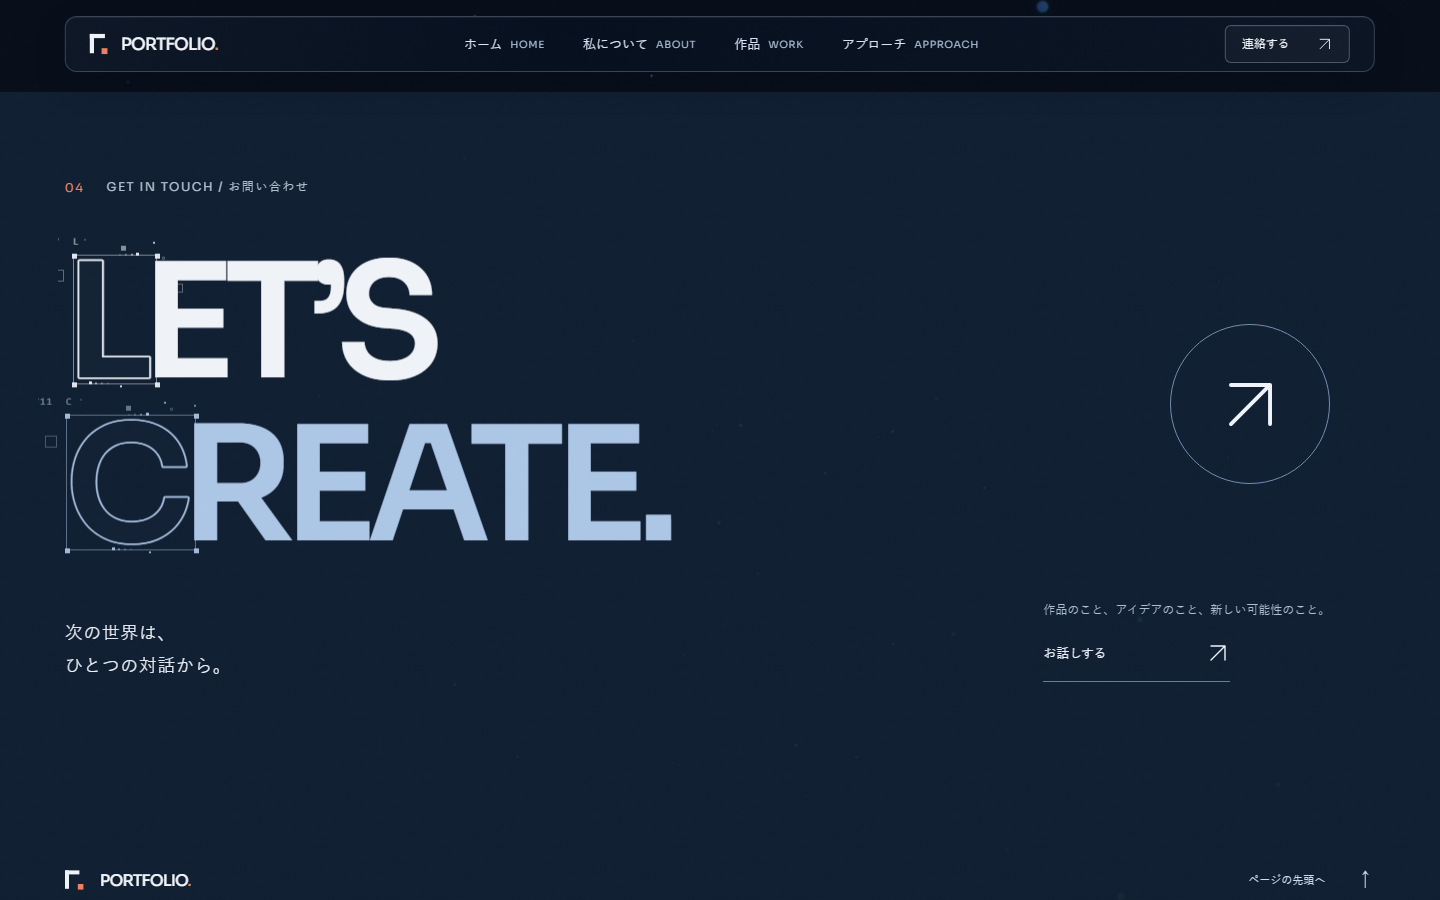 PORTFOLIO.
ホーム HOME
私について ABOUT
作品 WORK
アプローチ APPROACH
連絡する
04 GET IN TOUCH / お問い合わせ
L
LET'S
11 C
CREATE.
次の世界は、
ひとつの対話から。
作品のこと、アイデアのこと、新しい可能性のこと。
お話しする
PORTFOLIO.
ページの先頭へ